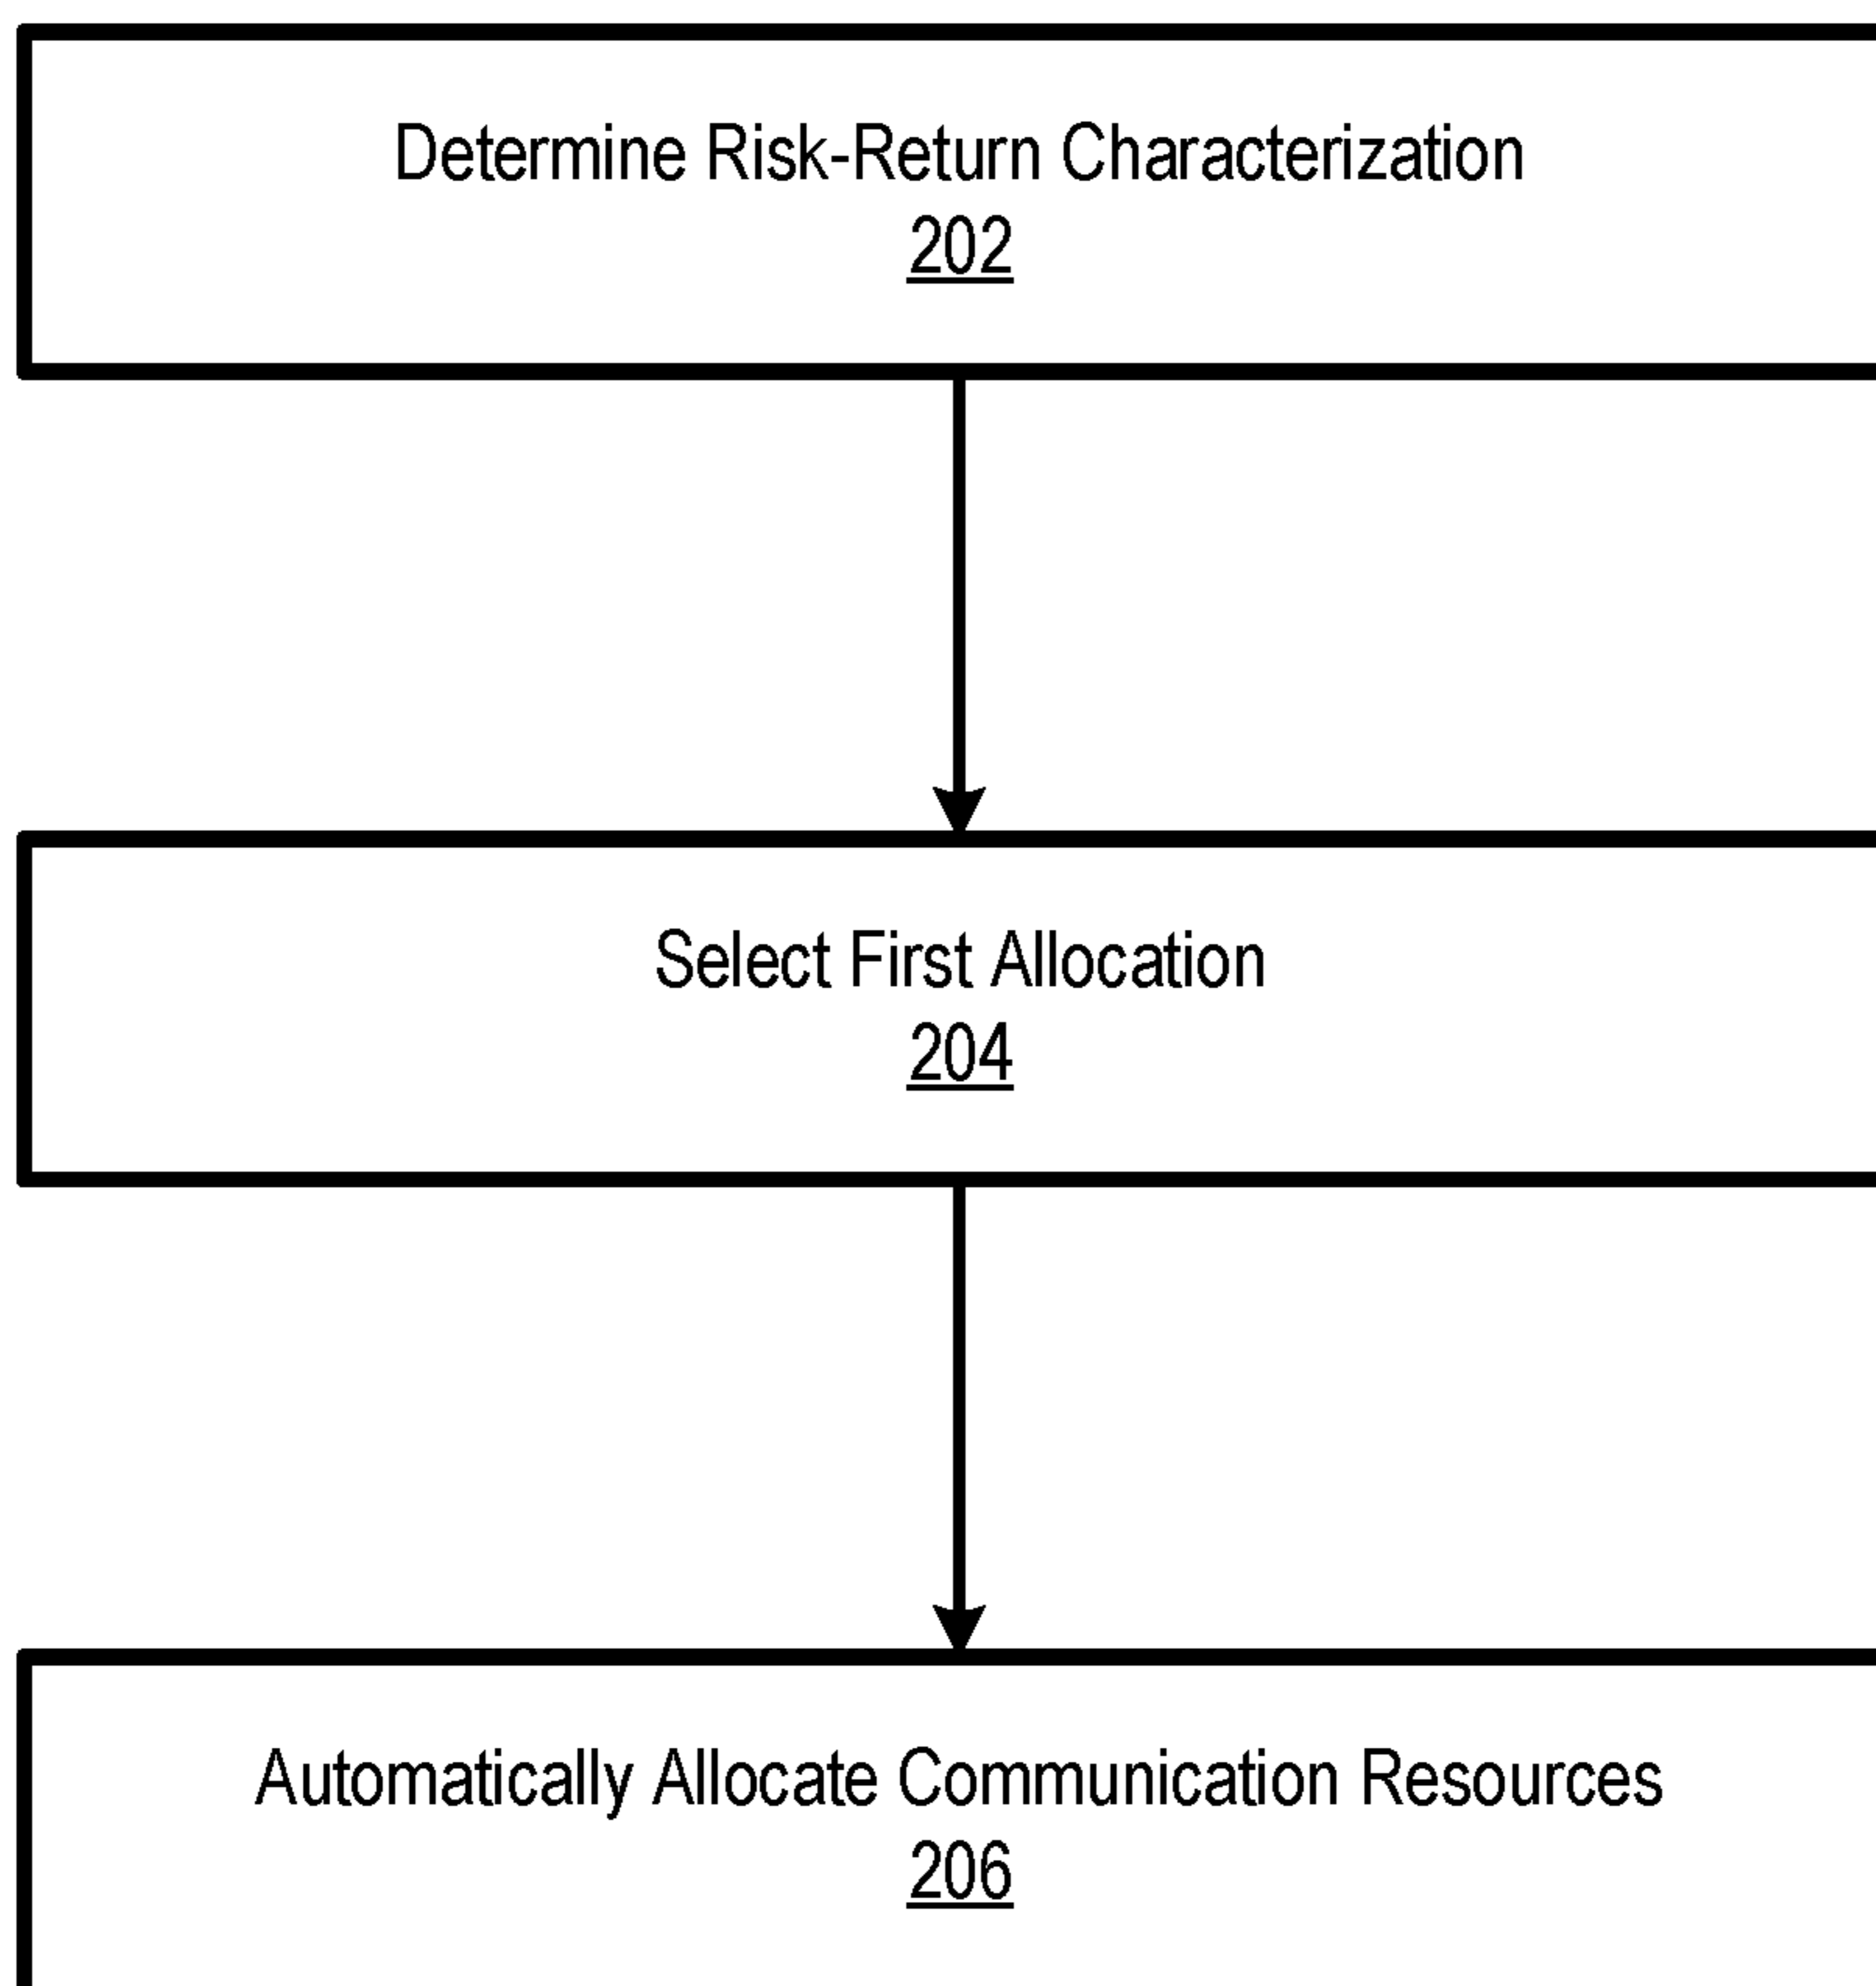 Determine Risk-Return Characterization
202
Select First Allocation
204
Automatically Allocate Communication Resources
206